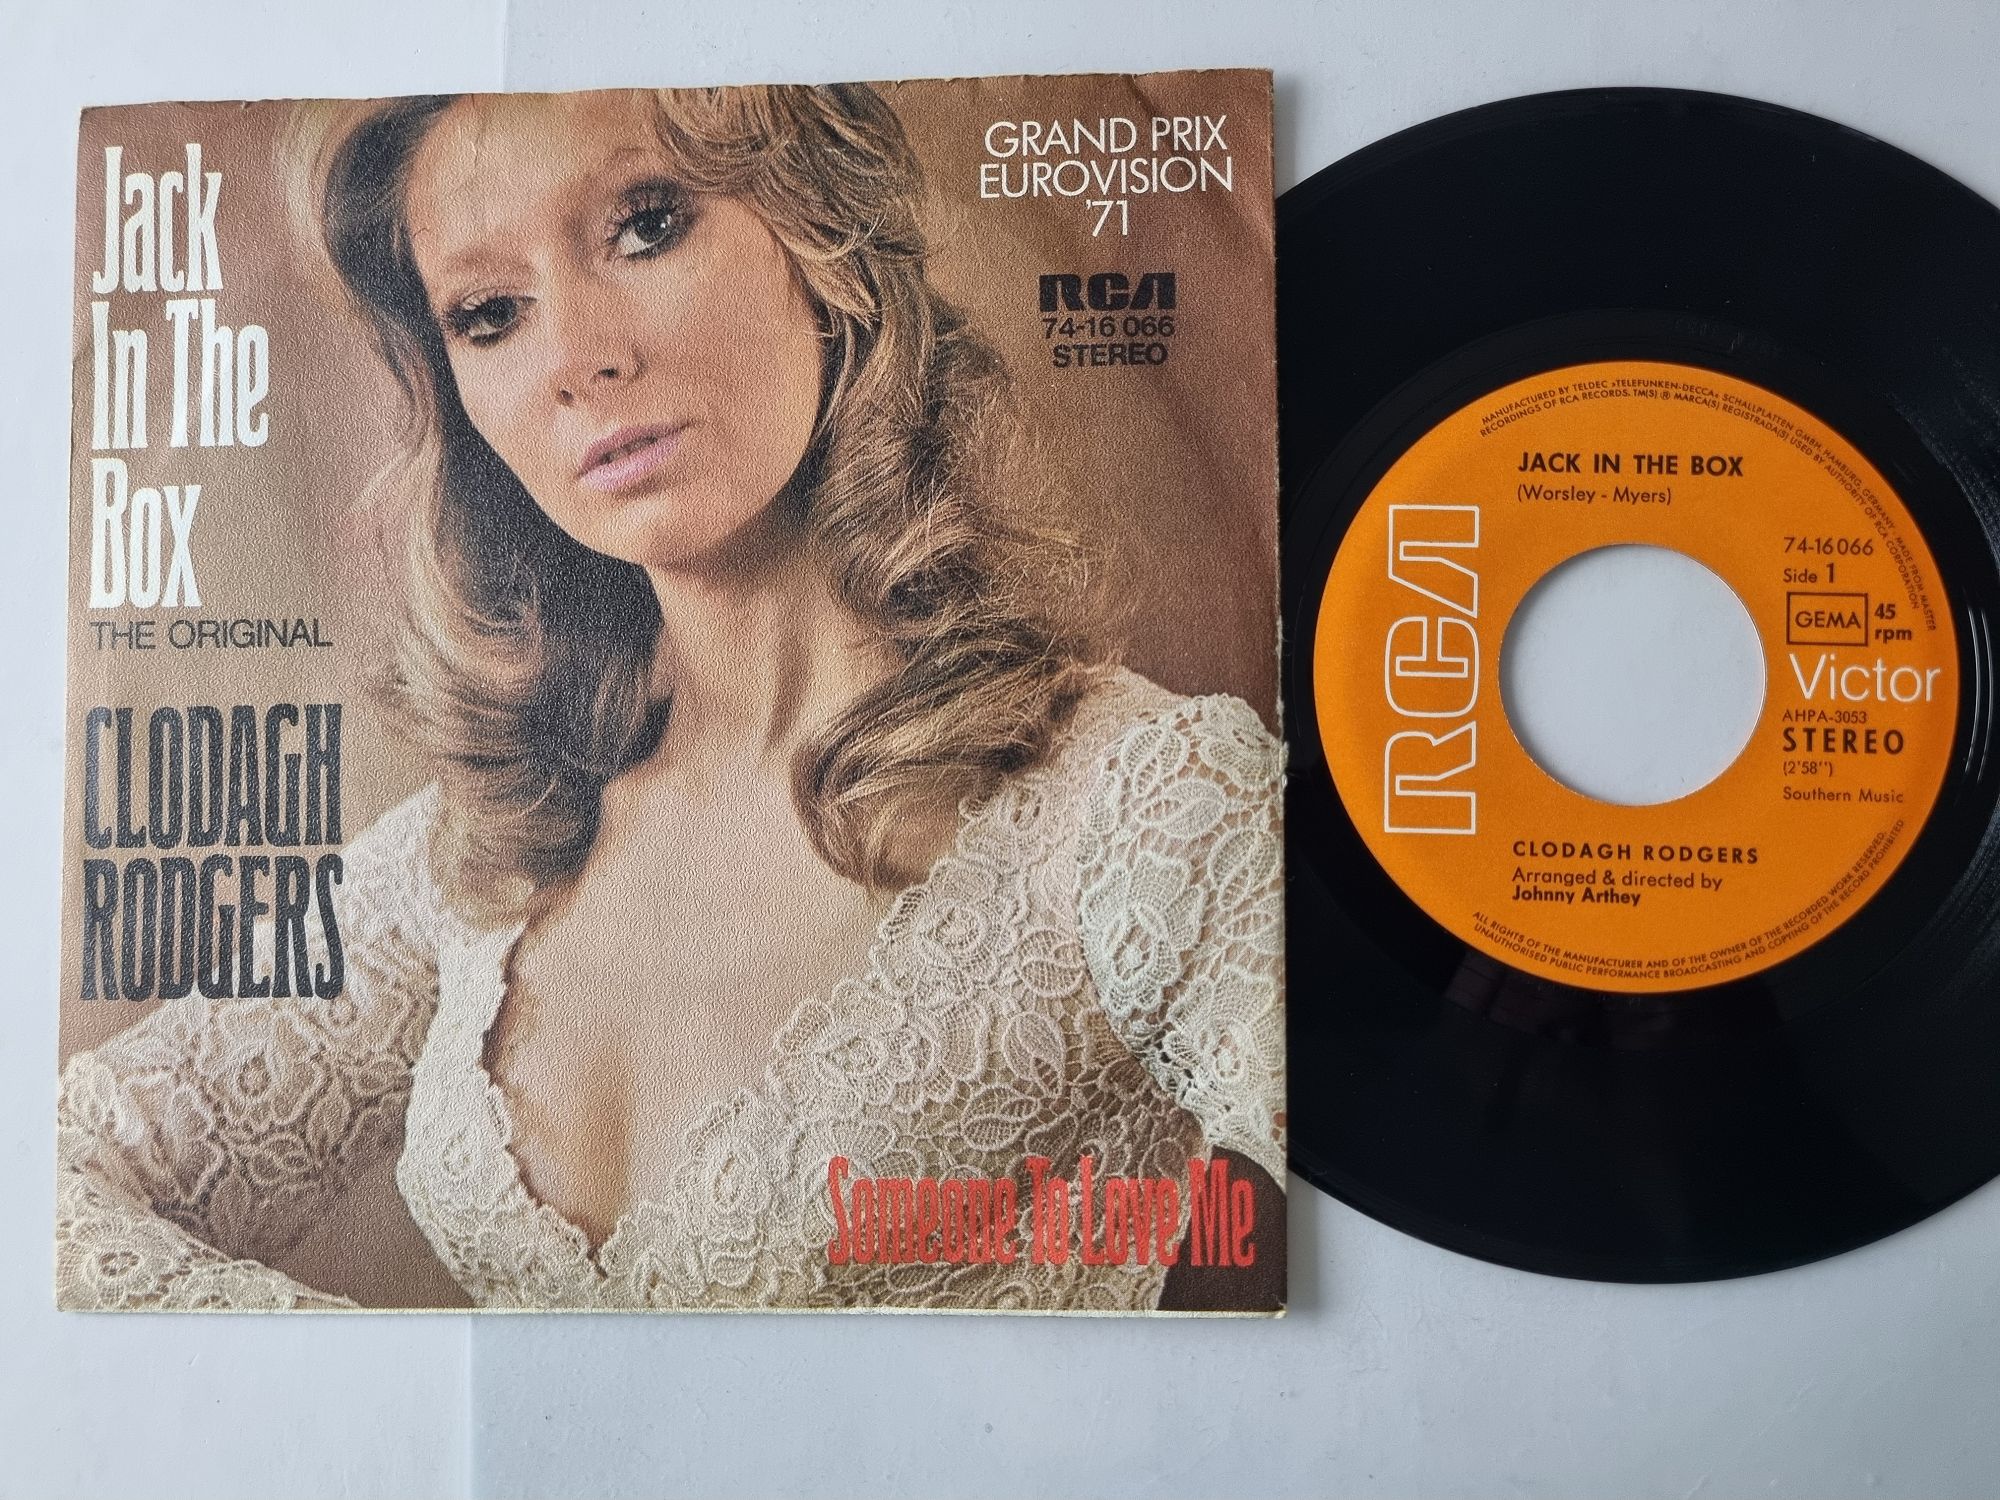 Jack
In The
Box
THE ORIGINAL
CLODAGH
RODGERS
GRAND PRIX
EUROVISION
'71
RCA
74-16 066
STEREO
Someone To Love Me
MANUFACTURED BY TELDEC »TELEFUNKEN-DECCA« SCHALLPLATTEN GMBH, HAMBURG, GERMANY MADE FROM MASTER
RECORDINGS OF RCA RECORDS. TM(S) ® MARCA(S) REGISTRADA(S) USED BY AUTHORITY OF RCA CORPORATION
JACK IN THE BOX
(Worsley - Myers)
RCA
74-16066
Side 1
GEMA
45
rpm
Victor
AHPA-3053
STEREO
(2'58'')
Southern Music
CLODAGH RODGERS
Arranged & directed by
Johnny Arthey
ALL RIGHTS OF THE MANUFACTURER AND OF THE OWNER OF THE RECORDED WORK RESERVED.
UNAUTHORISED PUBLIC PERFORMANCE BROADCASTING AND COPYING OF THE RECORD PROHIBITED